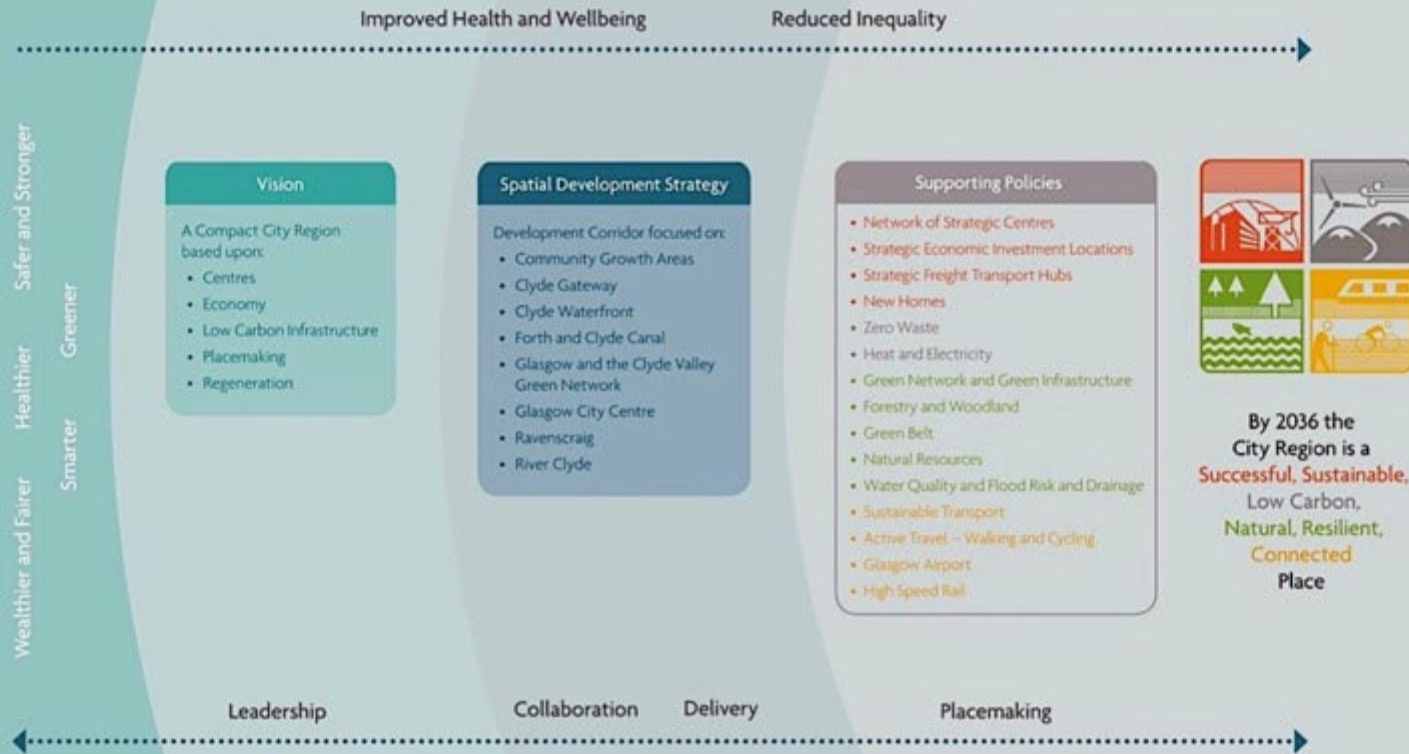 Improved Health and Wellbeing
Reduced Inequality
Safer and Stronger
Greener
Healthier
Smarter
Wealthier and Fairer
Vision
A Compact City Region
based upon:
• Centres
• Economy
• Low Carbon Infrastructure
• Placemaking
• Regeneration
Spatial Development Strategy
Development Corridor focused on:
• Community Growth Areas
• Clyde Gateway
• Clyde Waterfront
• Forth and Clyde Canal
• Glasgow and the Clyde Valley
Green Network
• Glasgow City Centre
• Ravenscraig
• River Clyde
Supporting Policies
• Network of Strategic Centres
• Strategic Economic Investment Locations
• Strategic Freight Transport Hubs
• New Homes
• Zero Waste
• Heat and Electricity
• Green Network and Green Infrastructure
• Forestry and Woodland
• Green Belt
• Natural Resources
• Water Quality and Flood Risk and Drainage
• Sustainable Transport
• Active Travel – Walking and Cycling
• Glasgow Airport
• High Speed Rail
By 2036 the
City Region is a
Successful, Sustainable,
Low Carbon,
Natural, Resilient,
Connected
Place
Leadership
Collaboration
Delivery
Placemaking